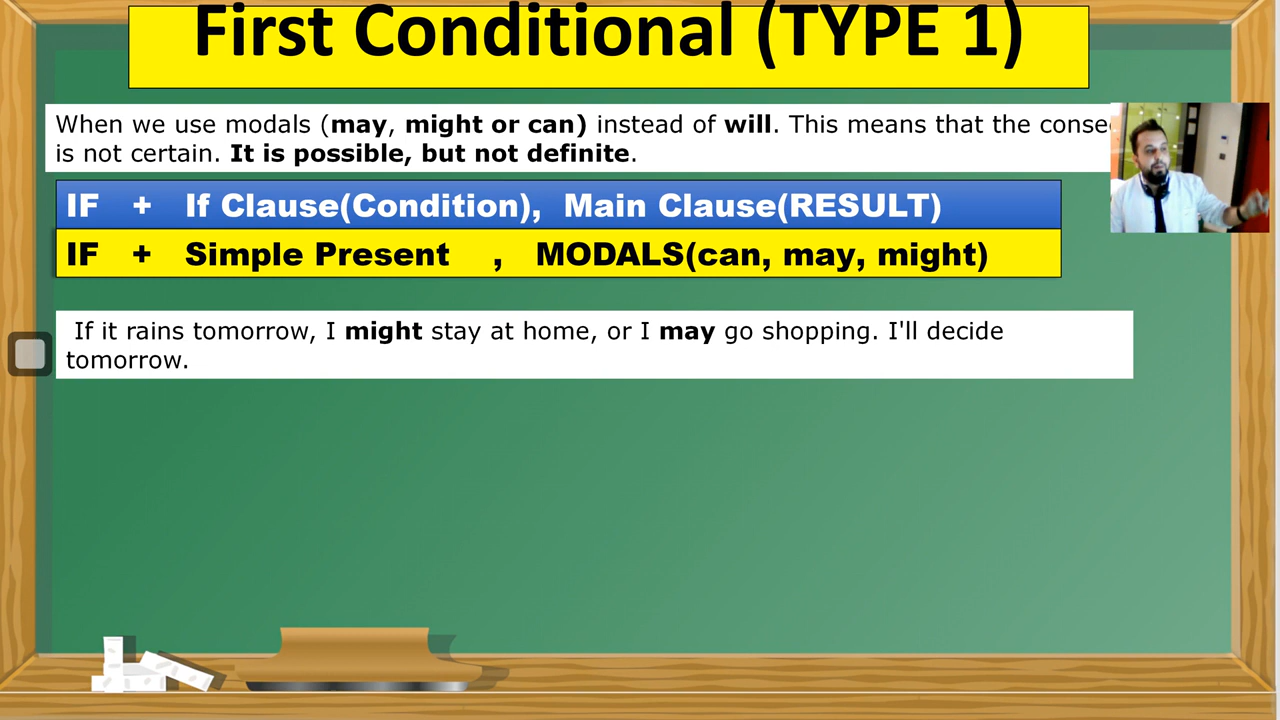 First Conditional (TYPE 1)
When we use modals (may, might or can) instead of will. This means that the
is not certain. It is possible, but not definite.
IF + If Clause(Condition), Main Clause(RESULT)
IF + Simple Present , MODALS(can, may, might)
If it rains tomorrow, I might stay at home, or I may go shopping. I'll decide
tomorrow.